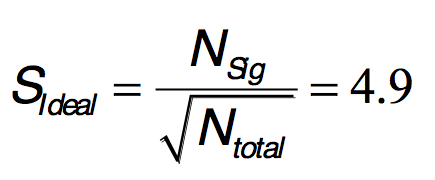 S_Ideal = N_Sig / √N_total = 4.9